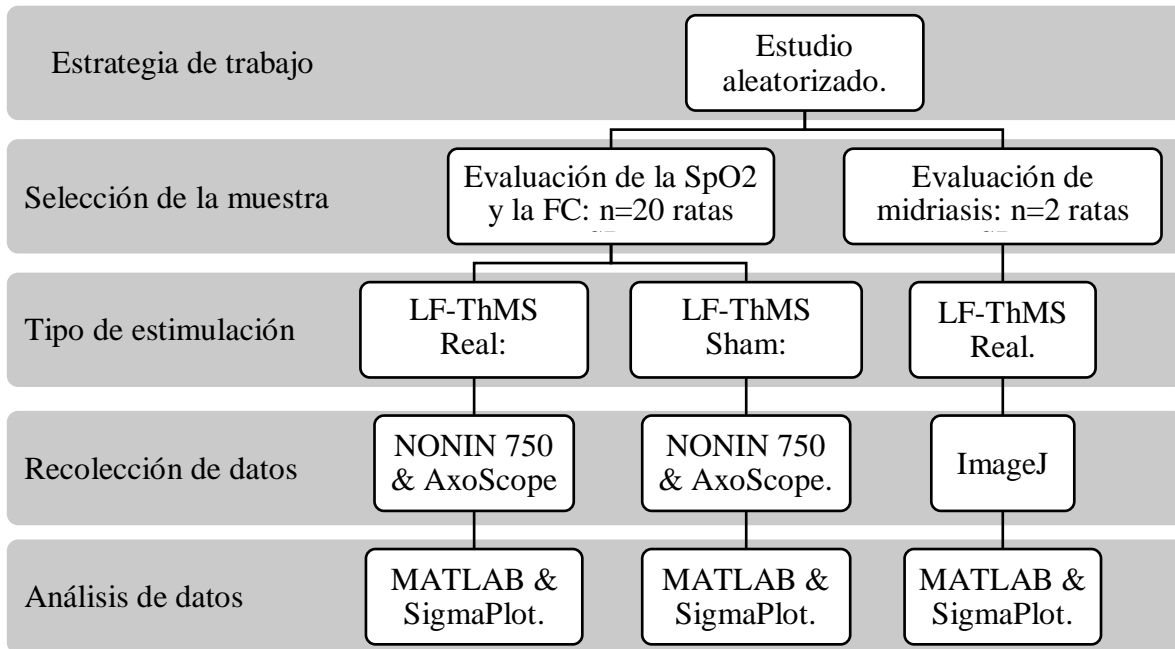 Estrategia de trabajo
Estudio
aleatorizado.
Selección de la muestra
Evaluación de la SpO2
y la FC: n=20 ratas
Evaluación de
midriasis: n=2 ratas
Tipo de estimulación
LF-ThMS
Real:
LF-ThMS
Sham:
LF-ThMS
Real.
Recolección de datos
NONIN 750
& AxoScope
NONIN 750
& AxoScope.
ImageJ
Análisis de datos
MATLAB &
SigmaPlot.
MATLAB &
SigmaPlot.
MATLAB &
SigmaPlot.